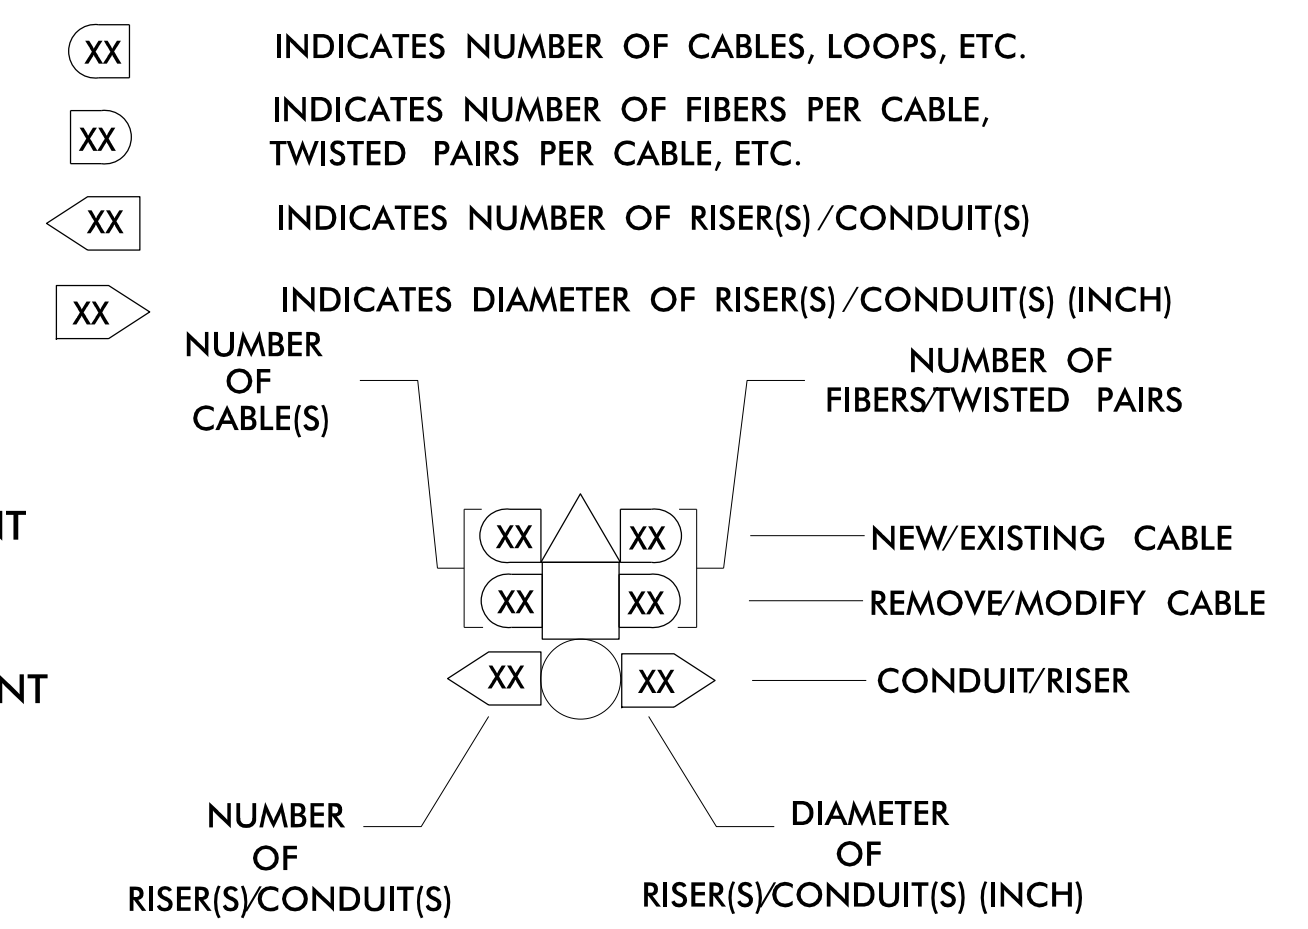 XX INDICATES NUMBER OF CABLES, LOOPS, ETC.
XX INDICATES NUMBER OF FIBERS PER CABLE,
TWISTED PAIRS PER CABLE, ETC.
XX INDICATES NUMBER OF RISER(S)/CONDUIT(S)
XX INDICATES DIAMETER OF RISER(S)/CONDUIT(S) (INCH)
NUMBER
OF
CABLE(S)
NUMBER OF
FIBERS/TWISTED PAIRS
NT
XX XX NEW/EXISTING CABLE
XX XX REMOVE/MODIFY CABLE
XX XX CONDUIT/RISER
NT
NUMBER
OF
RISER(S)/CONDUIT(S)
DIAMETER
OF
RISER(S)/CONDUIT(S) (INCH)